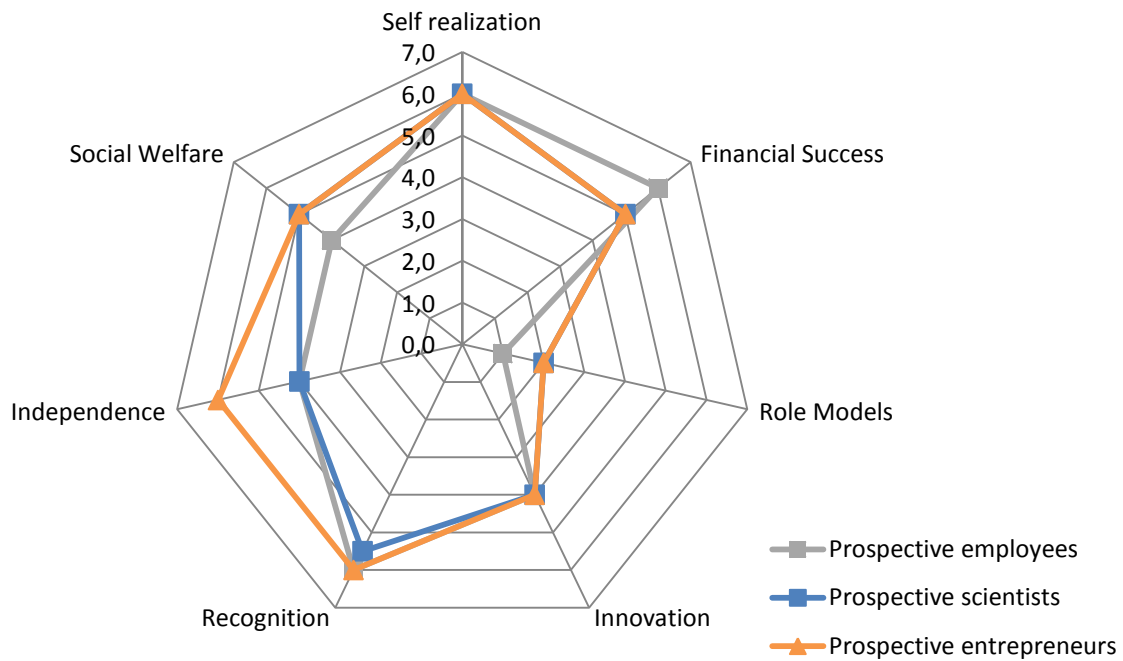 Self realization
7,0
6,0
5,0
4,0
3,0
2,0
1,0
0,0
Social Welfare
Financial Success
Independence
Role Models
Recognition
Innovation
Prospective employees
Prospective scientists
Prospective entrepreneurs